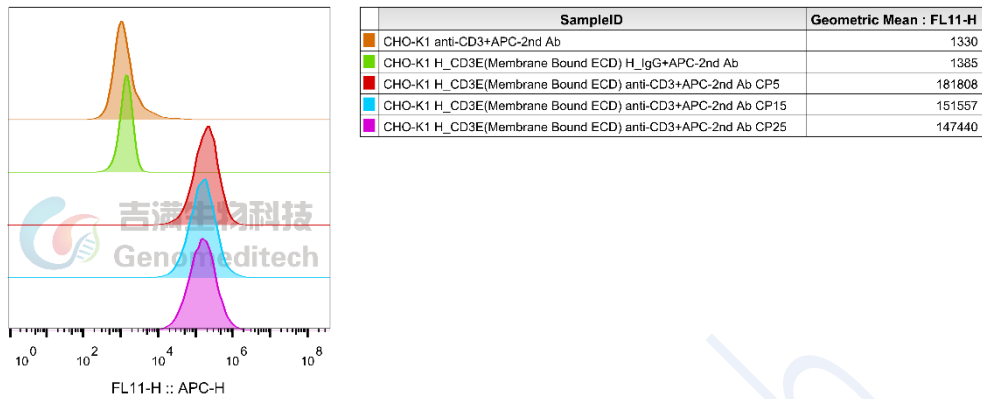 SampleID Geometric Mean : FL11-H
CHO-K1 anti-CD3+APC-2nd Ab 1330
CHO-K1 H_CD3E(Membrane Bound ECD) H_IgG+APC-2nd Ab 1385
CHO-K1 H_CD3E(Membrane Bound ECD) anti-CD3+APC-2nd Ab CP5 181808
CHO-K1 H_CD3E(Membrane Bound ECD) anti-CD3+APC-2nd Ab CP15 151557
CHO-K1 H_CD3E(Membrane Bound ECD) anti-CD3+APC-2nd Ab CP25 147440
吉满生物科技
Genomeditech
10^0 10^2 10^4 10^6 10^8
FL11-H :: APC-H